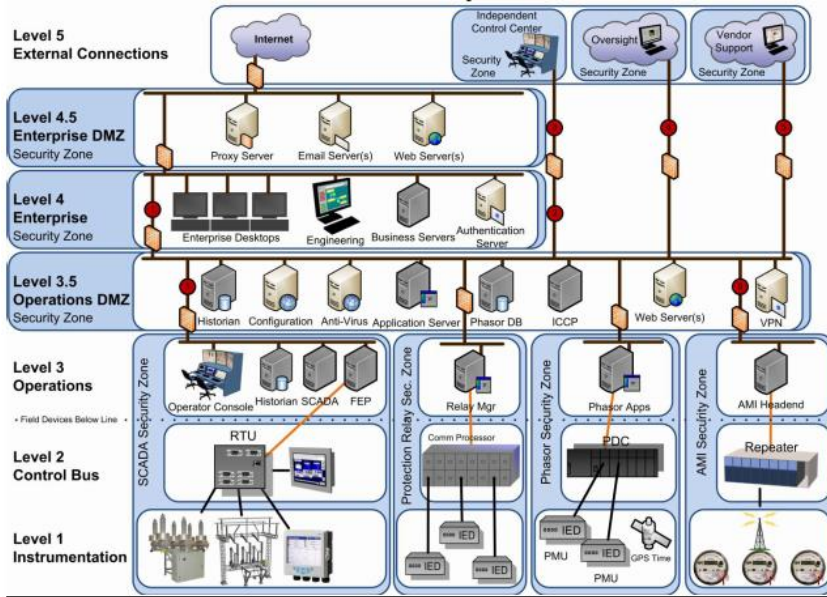 Level 5
External Connections
Internet
Independent
Control Center
Security
Zone
Oversight
Security Zone
Vendor
Support
Security Zone
Level 4.5
Enterprise DMZ
Security Zone
Proxy Server
Email Server(s)
Web Server(s)
Level 4
Enterprise
Security Zone
Enterprise Desktops
Engineering
Business Servers
Authentication
Server
Level 3.5
Operations DMZ
Security Zone
Historian
Configuration
Anti-Virus
Application Server
Phasor DB
ICCP
Web Server(s)
VPN
Level 3
Operations
SCADA Security Zone
Operator Console
Historian
SCADA
FEP
Protection Relay Sec. Zone
Relay Mgr
Phasor Security Zone
Phasor Apps
AMI Security Zone
AMI Headend
• Field Devices Below Line
Level 2
Control Bus
RTU
Comm Processor
PDC
Repeater
Level 1
Instrumentation
IED
IED
IED
IED
PMU
IED
PMU
GPS Time